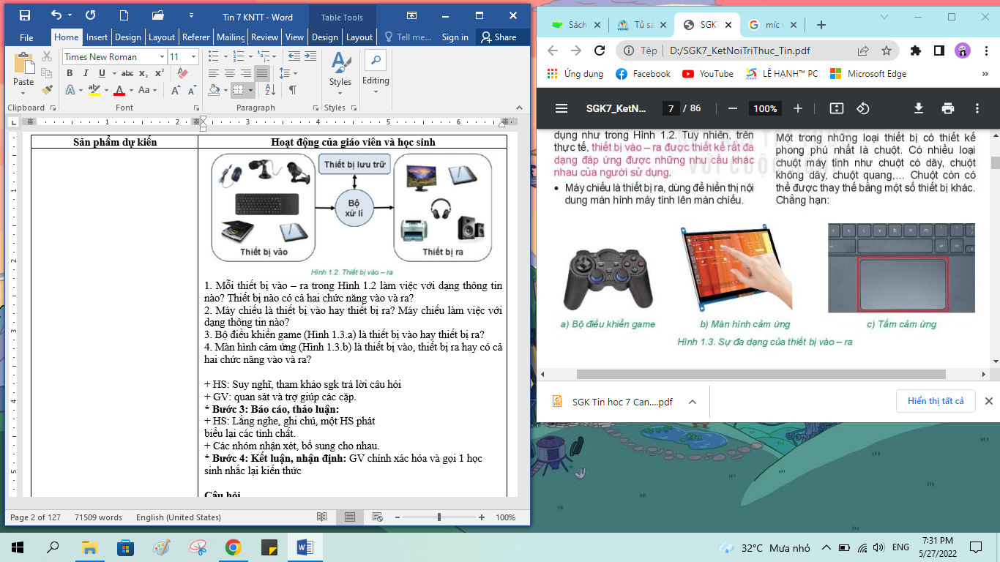 Tin 7 KNTT - Word
Table Tools
File
Home
Insert
Design
Layout
Referer
Mailing
Review
View
Design
Layout
Tell me...
Sign in
Share
Paste
Times New Roman
11
Styles
Editing
Clipboard
Font
Paragraph
Styles
Sản phẩm dự kiến
Hoạt động của giáo viên và học sinh
Thiết bị lưu trữ
Bộ
xử lí
Thiết bị vào
Thiết bị ra
Hình 1.2. Thiết bị vào – ra
1. Mỗi thiết bị vào – ra trong Hình 1.2 làm việc với dạng thông tin
nào? Thiết bị nào có cả hai chức năng vào và ra?
2. Máy chiếu là thiết bị vào hay thiết bị ra? Máy chiếu làm việc với
dạng thông tin nào?
3. Bộ điều khiển game (Hình 1.3.a) là thiết bị vào hay thiết bị ra?
4. Màn hình cảm ứng (Hình 1.3.b) là thiết bị vào, thiết bị ra hay có cả
hai chức năng vào và ra?
+ HS: Suy nghĩ, tham khảo sgk trả lời câu hỏi
+ GV: quan sát và trợ giúp các cặp.
* Bước 3: Báo cáo, thảo luận:
+ HS: Lắng nghe, ghi chú, một HS phát
biểu lại các tính chất.
+ Các nhóm nhận xét, bổ sung cho nhau.
* Bước 4: Kết luận, nhận định: GV chính xác hóa và gọi 1 học
sinh nhắc lại kiến thức
Câu hỏi
Page 2 of 127
71509 words
English (United States)
100%
Sách
Tủ sá
SGK7
míc v
Tệp
D:/SGK7_KetNoiTriThuc_Tin.pdf
Ứng dụng
Facebook
YouTube
LÊ HẠNH™ PC
Microsoft Edge
SGK7_KetN...
7 / 86
100%
dụng như trong Hình 1.2. Tuy nhiên, trên
thực tế, thiết bị vào – ra được thiết kế rất đa
dạng đáp ứng được những nhu cầu khác
nhau của người sử dụng.
• Máy chiếu là thiết bị ra, dùng để hiển thị nội
dung màn hình máy tính lên màn chiếu.
Một trong những loại thiết bị có thiết kế
phong phú nhất là chuột. Có nhiều loại
chuột máy tính như chuột có dây, chuột
không dây, chuột quang,... Chuột còn có
thể được thay thế bằng một số thiết bị khác.
Chẳng hạn:
a) Bộ điều khiển game
b) Màn hình cảm ứng
c) Tấm cảm ứng
Hình 1.3. Sự đa dạng của thiết bị vào – ra
SGK Tin hoc 7 Can....pdf
Hiển thị tất cả
32°C Mưa nhỏ
ENG
7:31 PM
5/27/2022